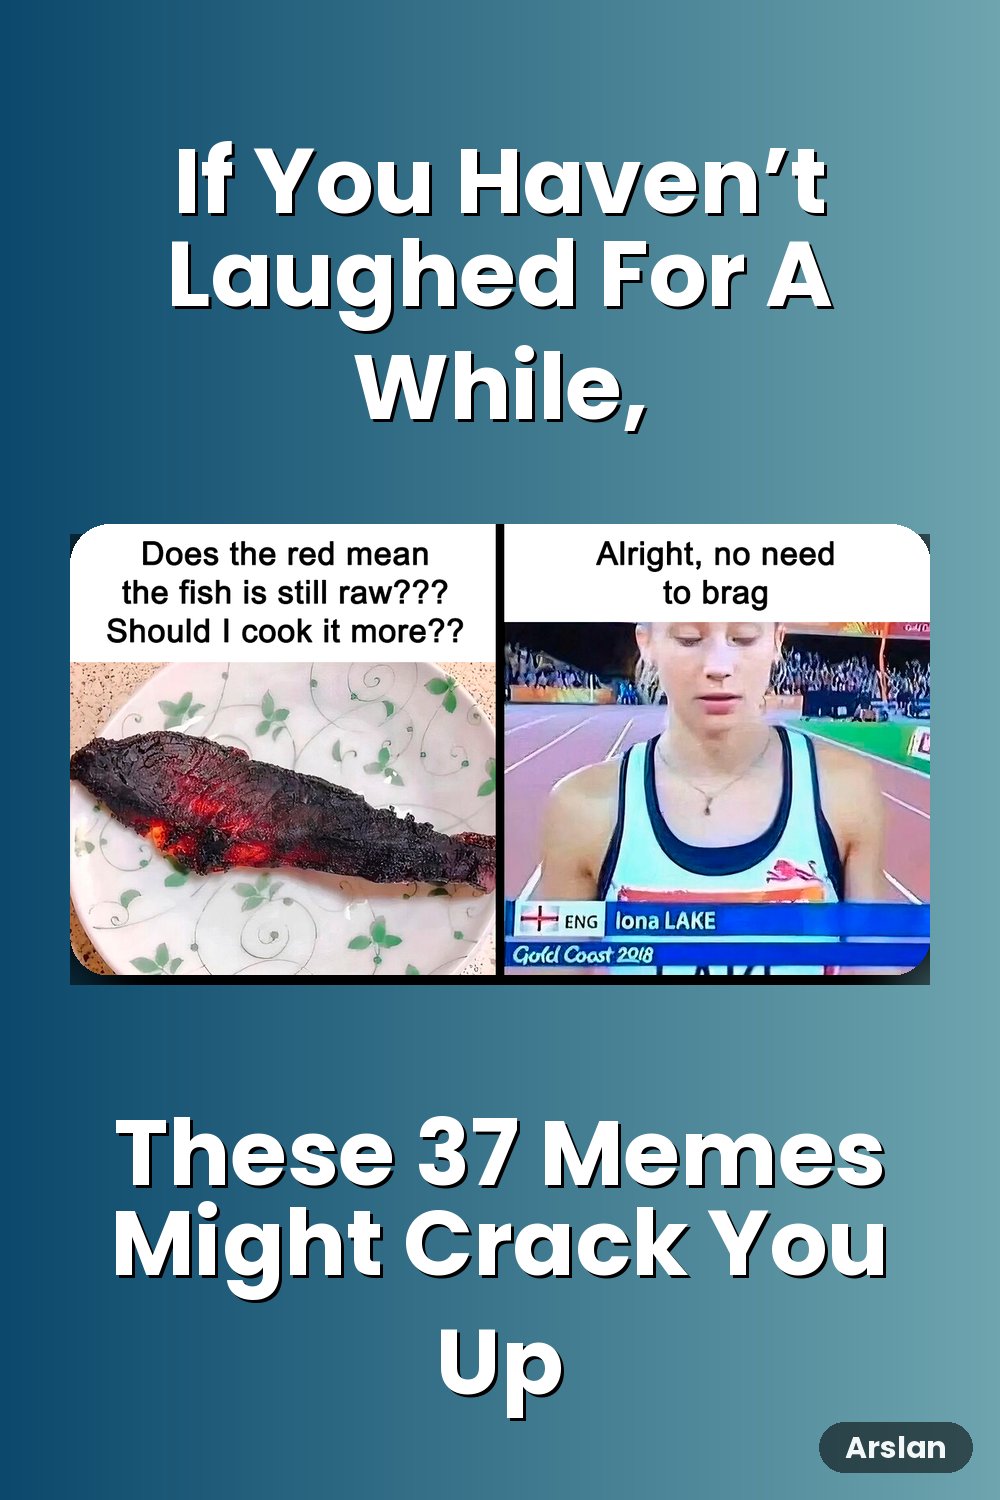 If You Haven’t
Laughed For A
While,
Does the red mean
the fish is still raw???
Should I cook it more??
Alright, no need
to brag
ENG Iona LAKE
Gold Coast 2018
These 37 Memes
Might Crack You
Up
Arslan